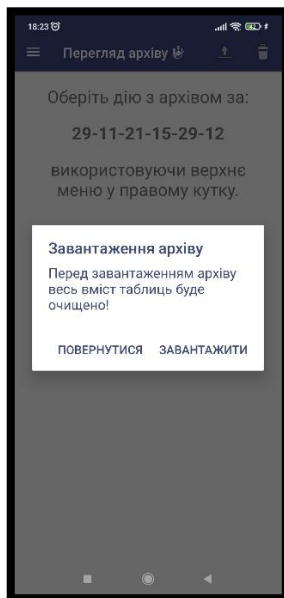 18:23
Перегляд архіву
Оберіть дію з архівом за:
29-11-21-15-29-12
використовуючи верхнє
меню у правому кутку.
Завантаження архіву
Перед завантаженням архіву
весь вміст таблиць буде
очищено!
ПОВЕРНУТИСЯ ЗАВАНТАЖИТИ